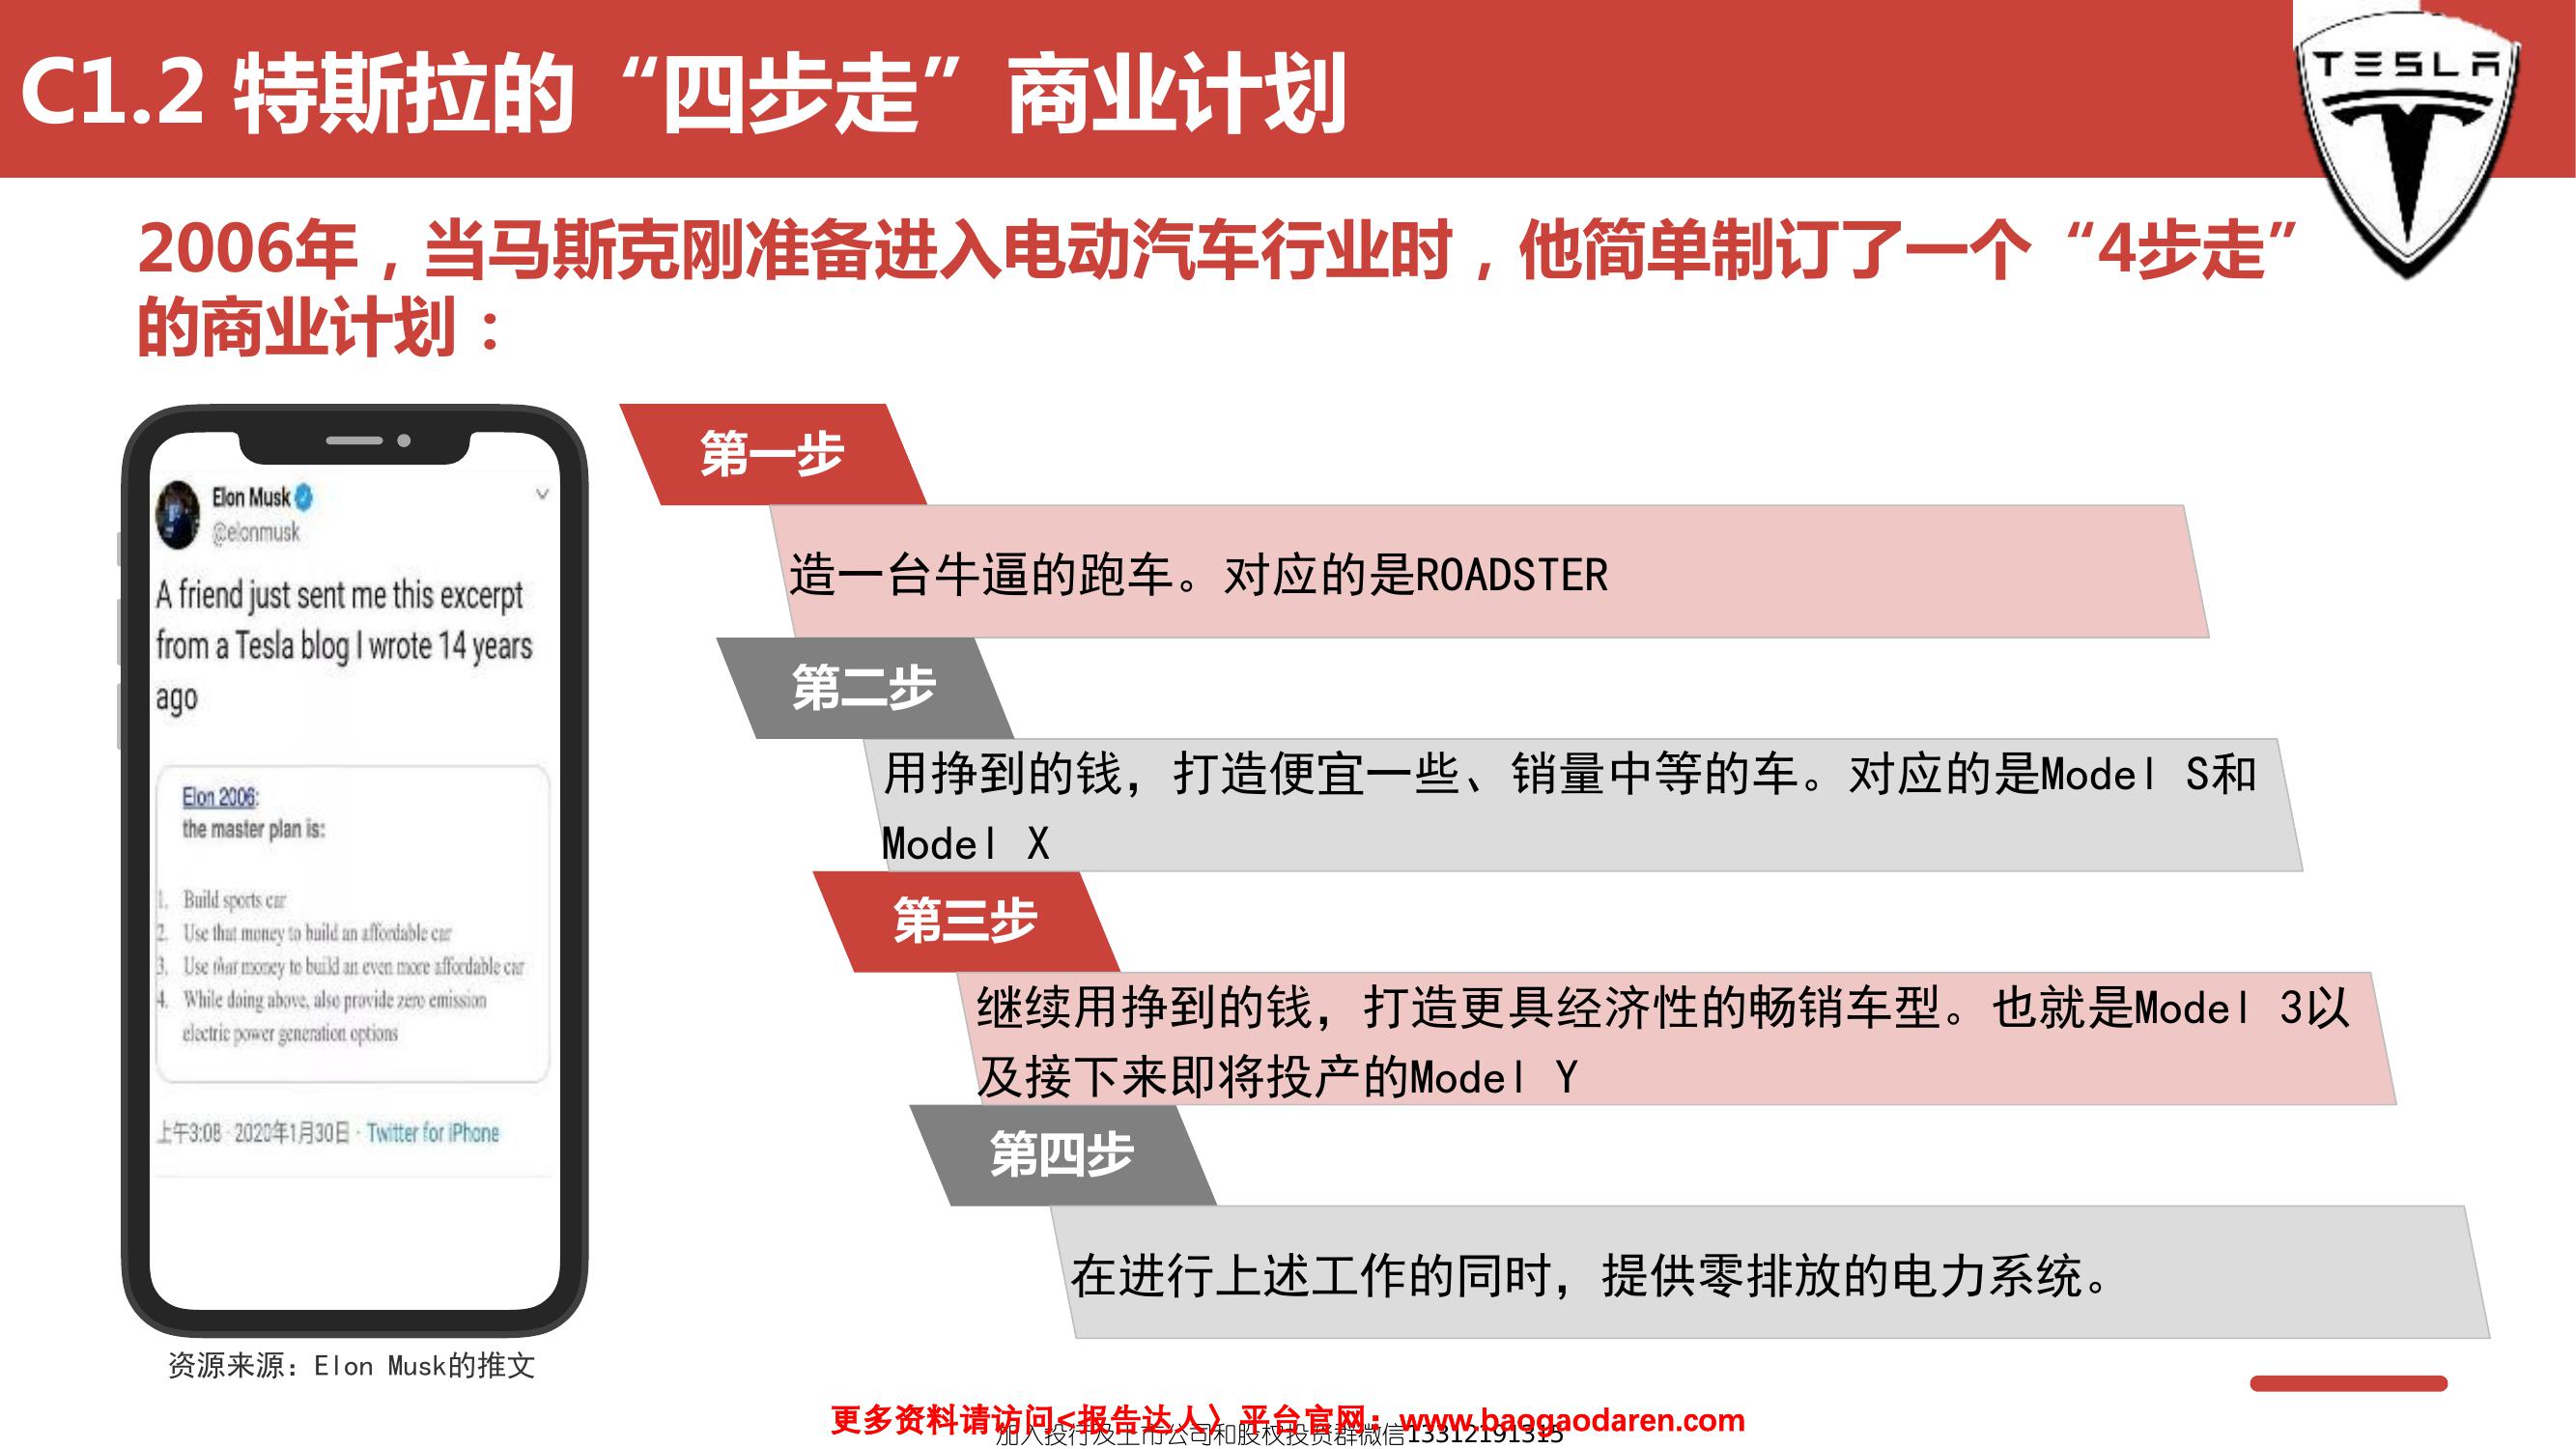 C1.2 特斯拉的“四步走”商业计划
TESLA
2006年，当马斯克刚准备进入电动汽车行业时，他简单制订了一个“4步走”
的商业计划：
Elon Musk
@elonmusk
A friend just sent me this excerpt
from a Tesla blog I wrote 14 years
ago
Elon 2006:
the master plan is:
1. Build sports car
2. Use that money to build an affordable car
3. Use that money to build an even more affordable car
4. While doing above, also provide zero emission
electric power generation options
上午3:08 · 2020年1月30日 · Twitter for iPhone
资源来源：Elon Musk的推文
第一步
造一台牛逼的跑车。对应的是ROADSTER
第二步
用挣到的钱，打造便宜一些、销量中等的车。对应的是Model S和
Model X
第三步
继续用挣到的钱，打造更具经济性的畅销车型。也就是Model 3以
及接下来即将投产的Model Y
第四步
在进行上述工作的同时，提供零排放的电力系统。
更多资料请访问<报告达人〉平台官网：www.baogaodaren.com
加入投行及上市公司和股权投资群微信13312191315